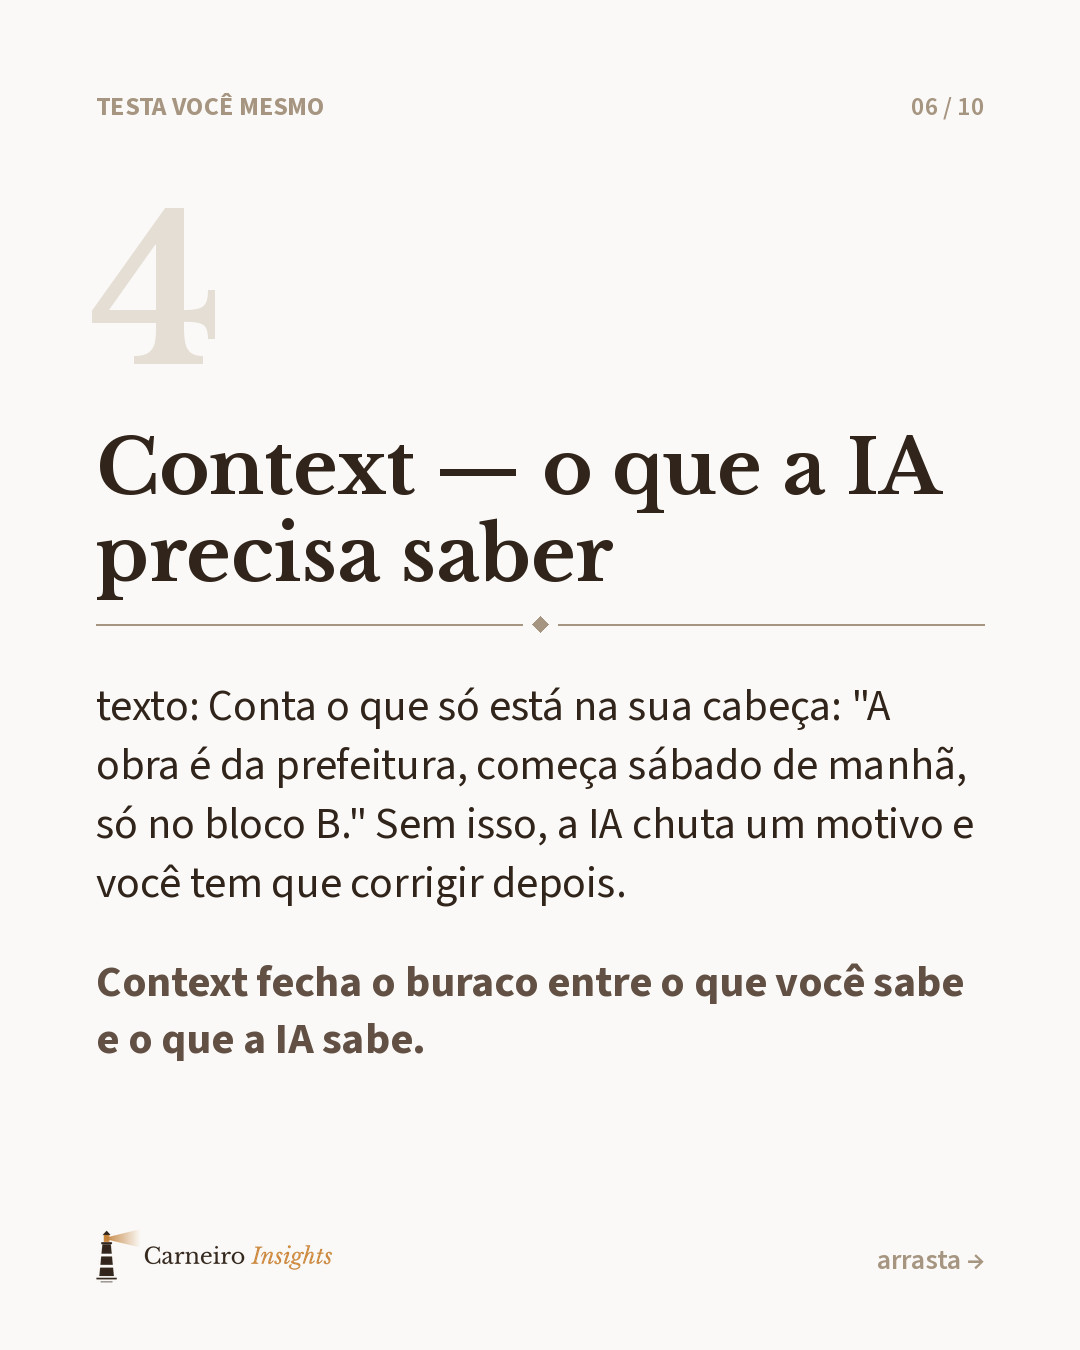 TESTA VOCÊ MESMO
06 / 10
4
Context — o que a IA
precisa saber
texto: Conta o que só está na sua cabeça: "A
obra é da prefeitura, começa sábado de manhã,
só no bloco B." Sem isso, a IA chuta um motivo e
você tem que corrigir depois.
Context fecha o buraco entre o que você sabe
e o que a IA sabe.
Carneiro Insights
arrasta →